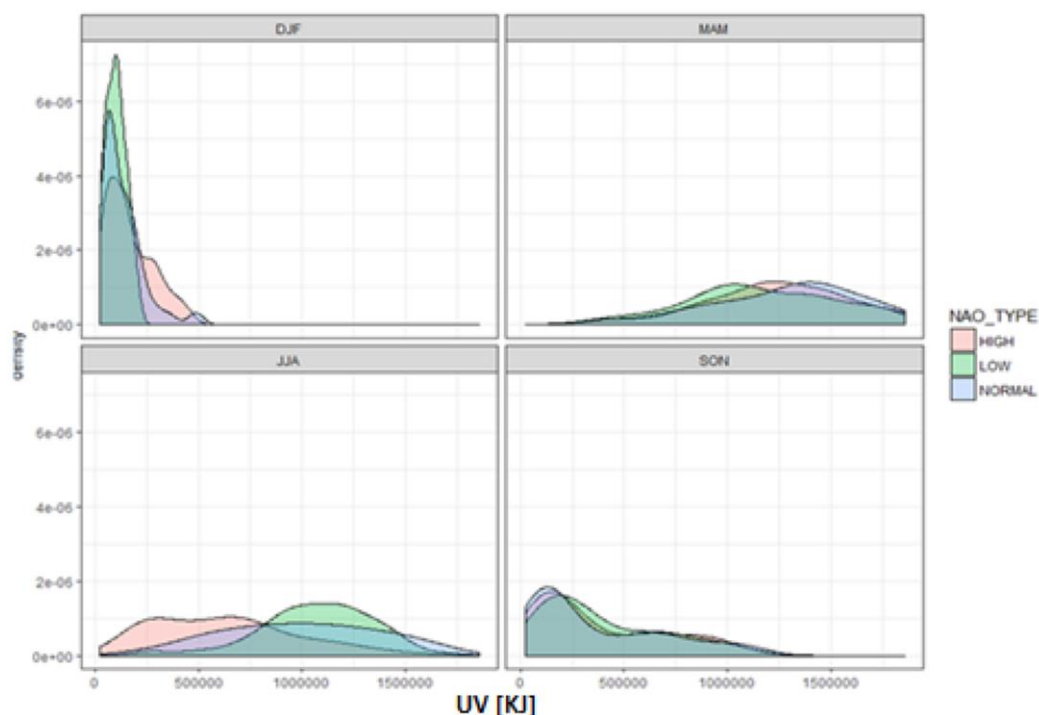 DJF
MAM
6e-06
4e-06
2e-06
0e+00
density
NAO_TYPE
HIGH
LOW
NORMAL
JJA
SON
6e-06
4e-06
2e-06
0e+00
0 500000 1000000 1500000
0 500000 1000000 1500000
UV [KJ]